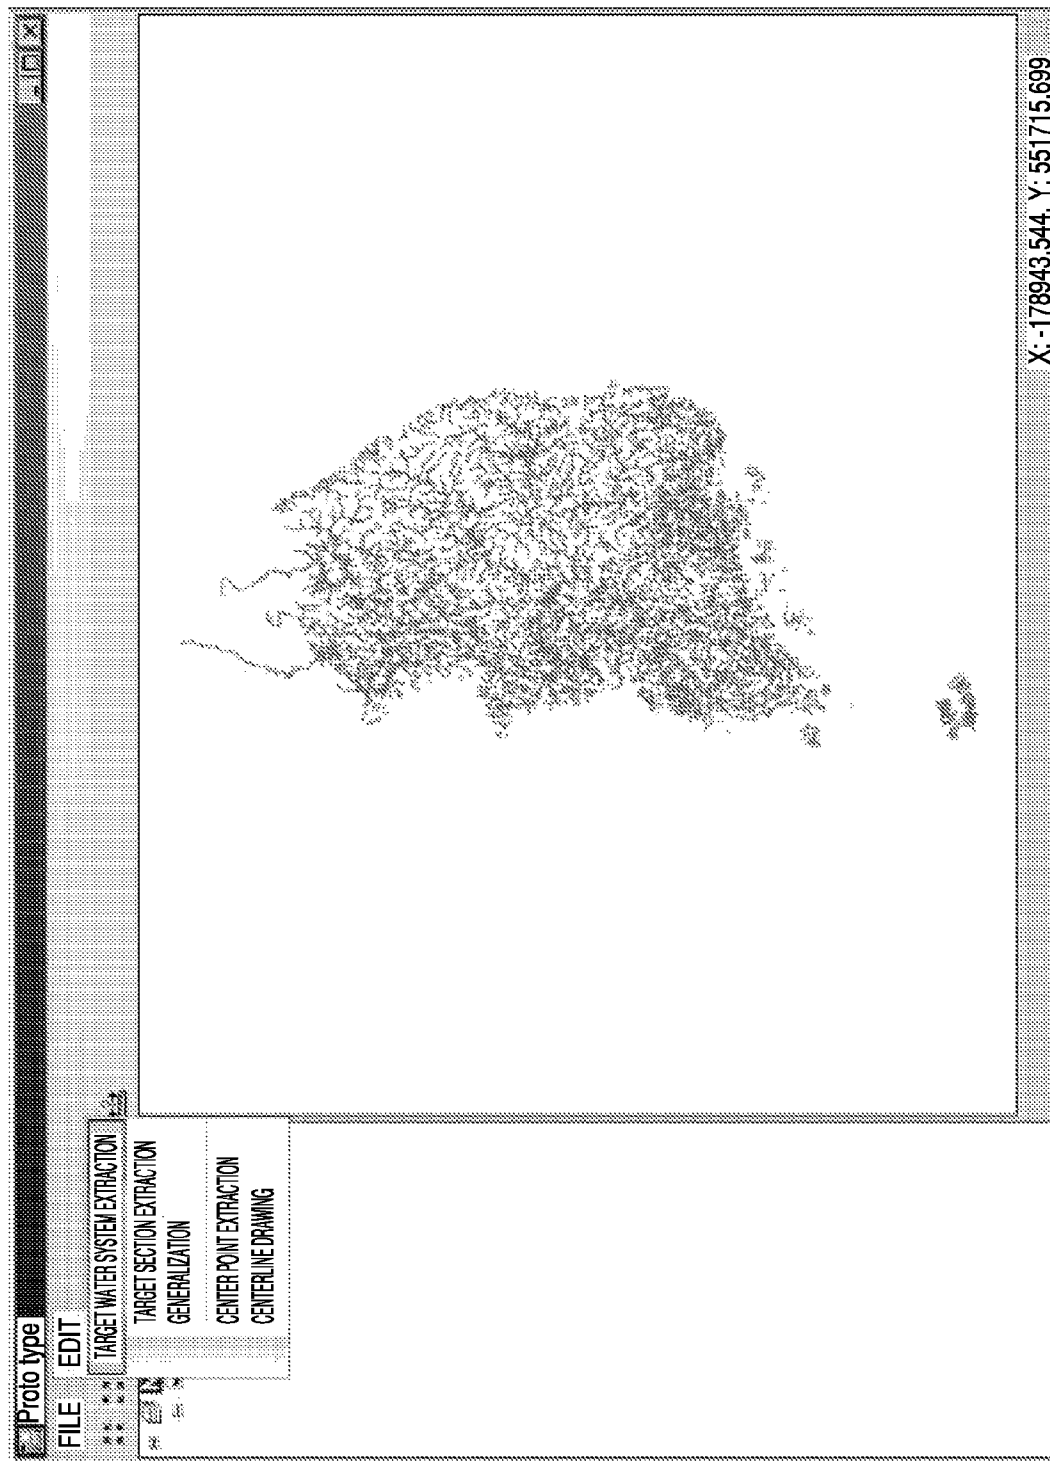 Proto type
FILE EDIT
TARGET WATER SYSTEM EXTRACTION
TARGET SECTION EXTRACTION
GENERALIZATION
CENTER POINT EXTRACTION
CENTERLINE DRAWING
X: -178943.544, Y: 551715.699